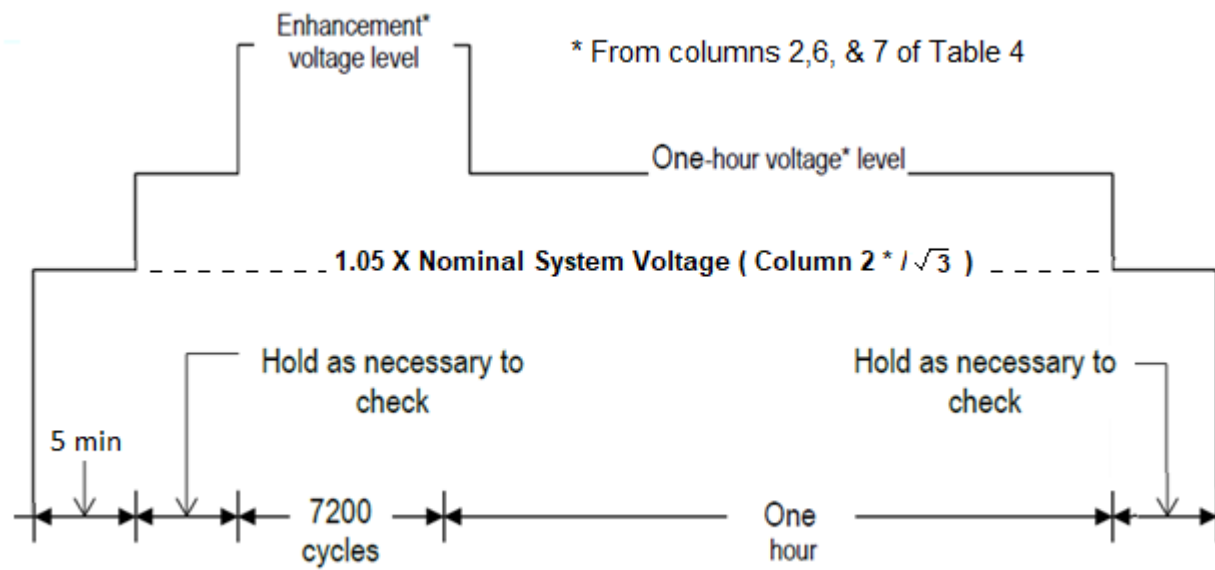 Enhancement*
voltage level
* From columns 2,6, & 7 of Table 4
One-hour voltage* level
1.05 X Nominal System Voltage ( Column 2 * / √3 )
Hold as necessary to
check
Hold as necessary to
check
5 min
7200
cycles
One
hour